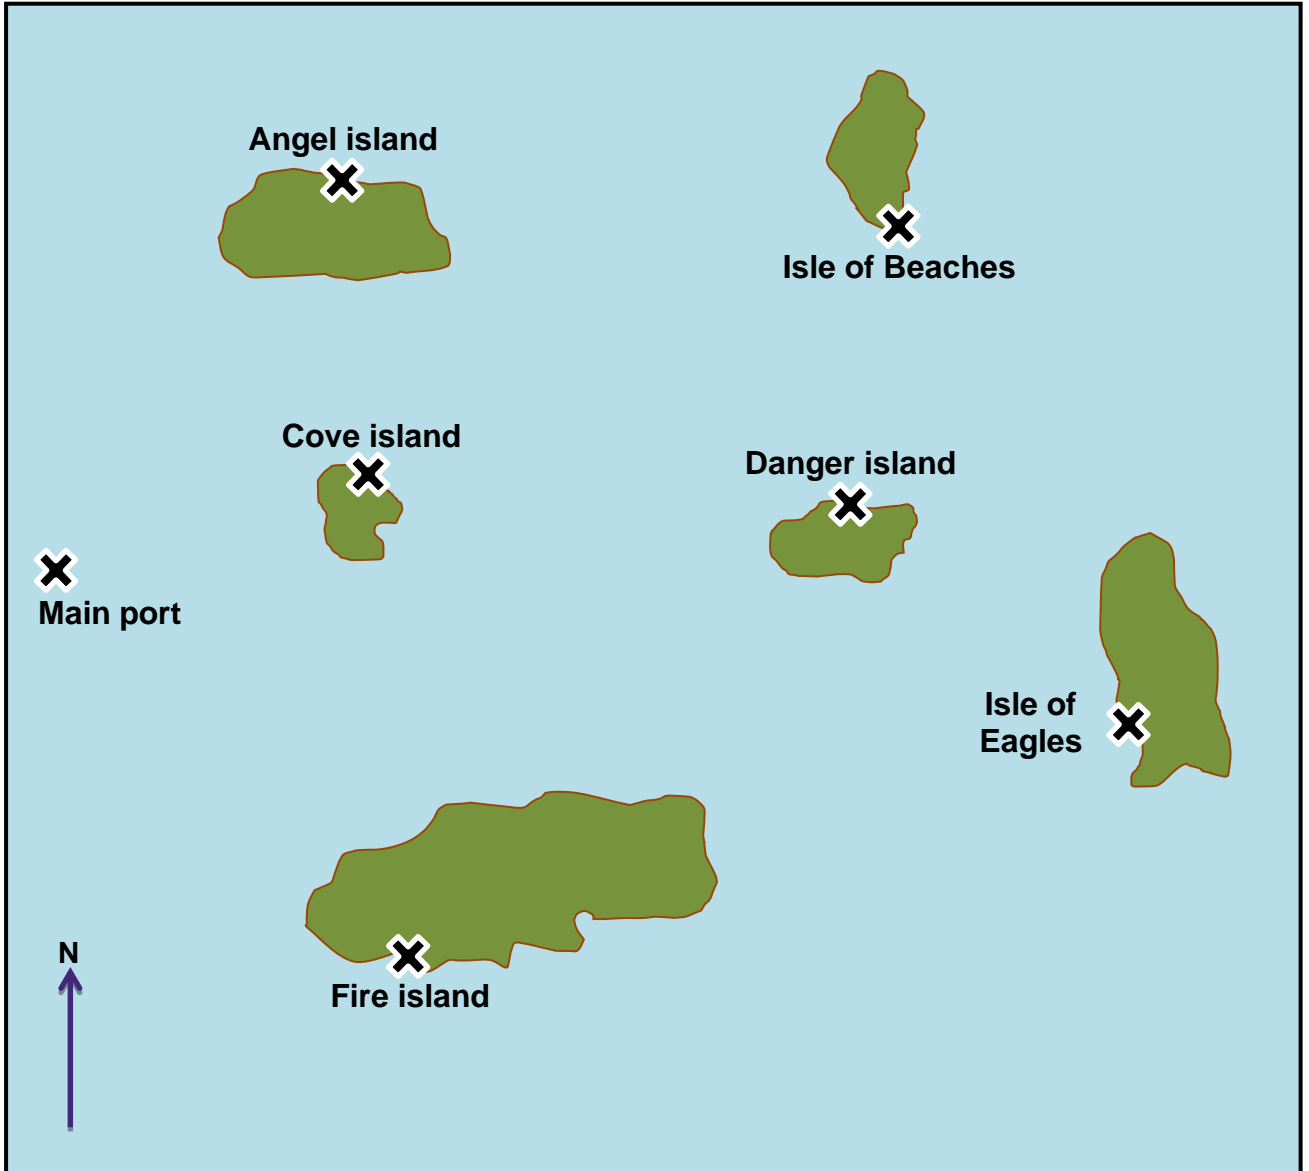 Angel island
Isle of Beaches
Cove island
Danger island
Main port
Isle of
Eagles
N
Fire island